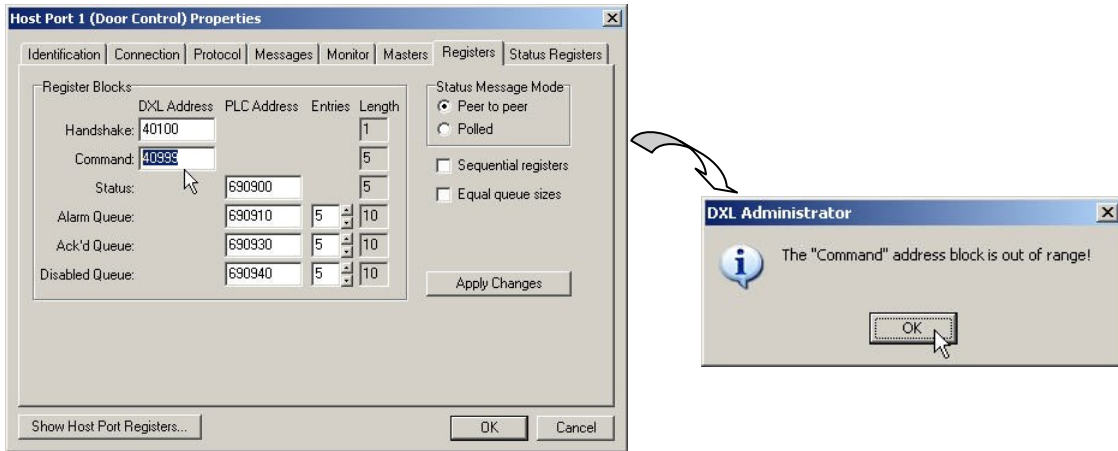 Host Port 1 (Door Control) Properties
Identification Connection Protocol Messages Monitor Masters Registers Status Registers
Register Blocks
DXL Address PLC Address Entries Length
Handshake: 40100 1
Command: 40999 5
Status: 690900 5
Alarm Queue: 690910 5 10
Ack'd Queue: 690930 5 10
Disabled Queue: 690940 5 10
Status Message Mode
Peer to peer
Polled
Sequential registers
Equal queue sizes
Apply Changes
Show Host Port Registers...
OK Cancel
DXL Administrator
The "Command" address block is out of range!
OK